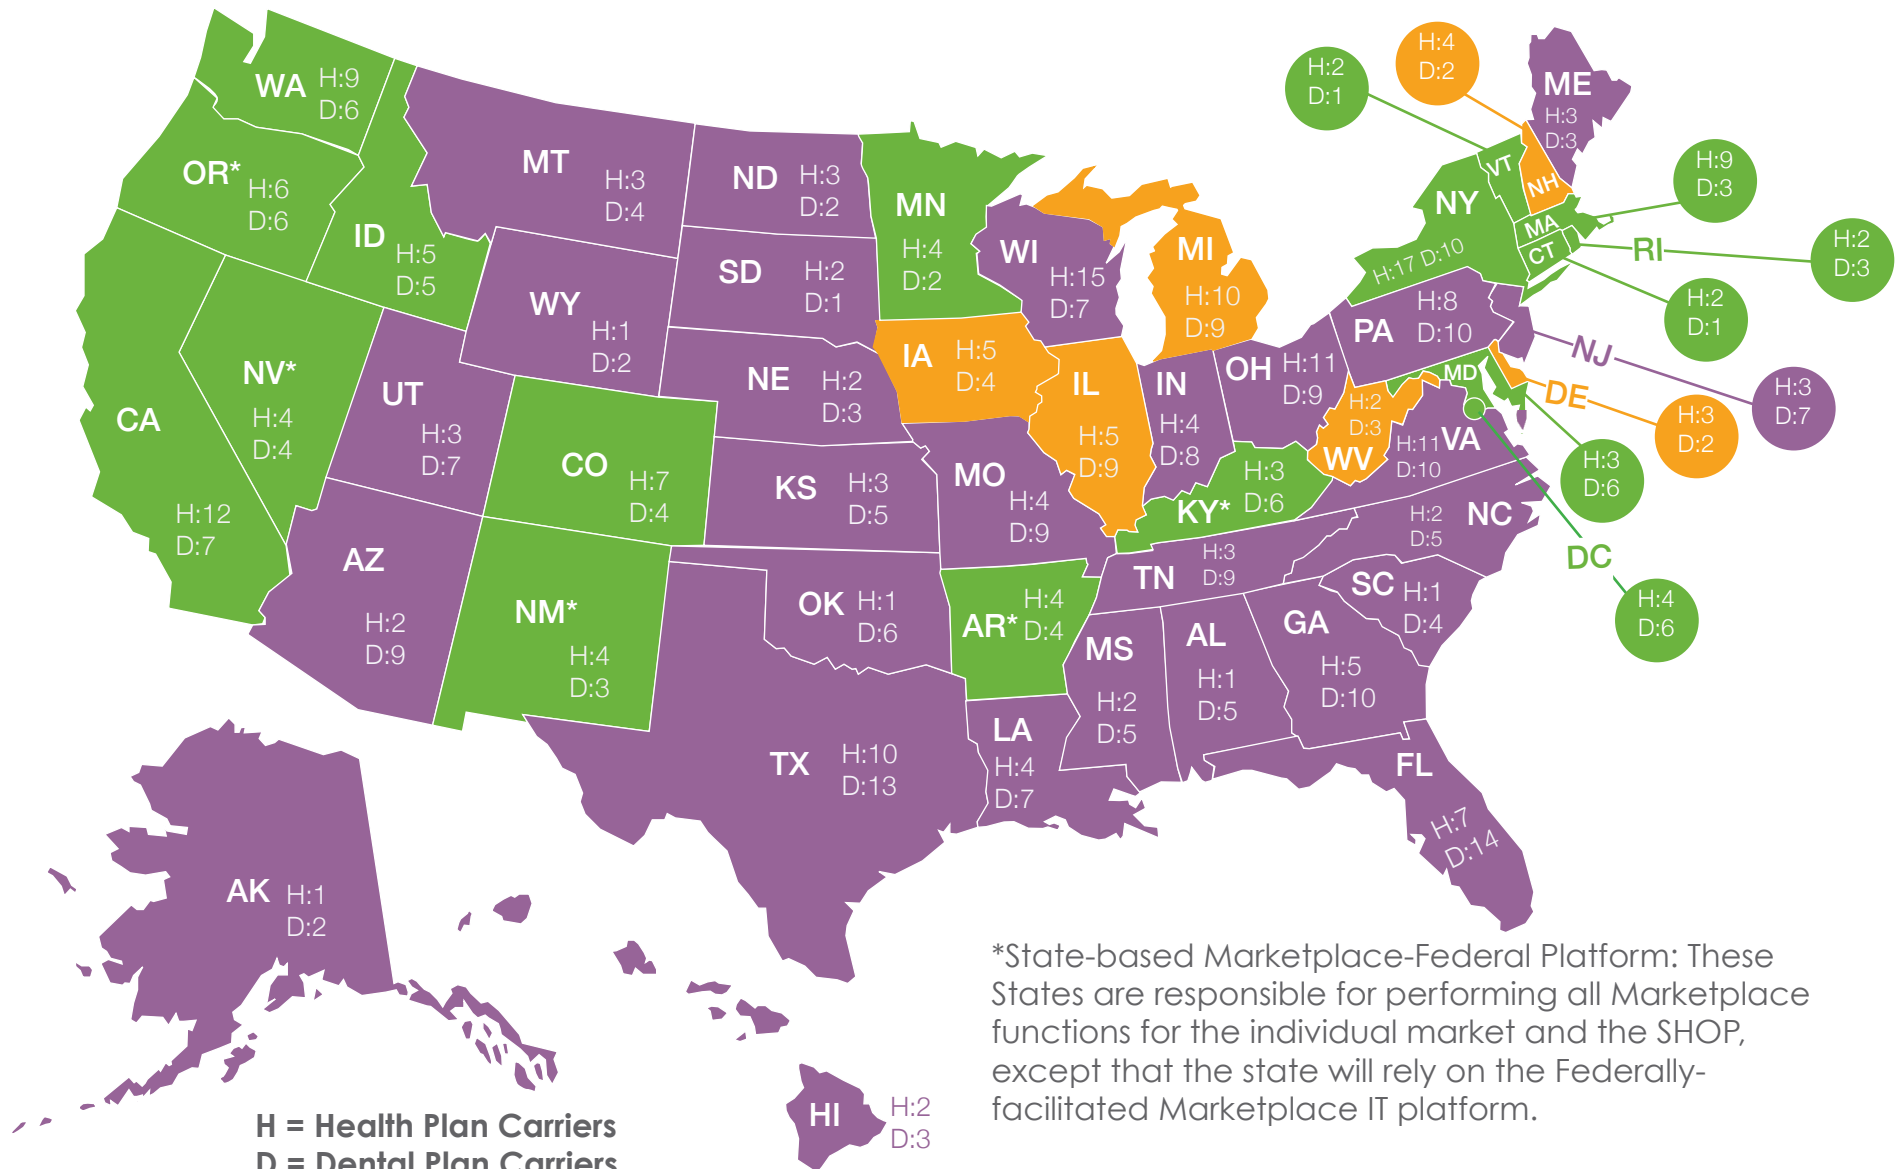 WA H:9
D:6
OR* H:6
D:6
ID H:5
D:5
MT H:3
D:4
ND H:3
D:2
MN
H:4
D:2
WI H:15
D:7
MI
H:10
D:9
H:2
D:1
H:4
D:2
ME
H:3
D:3
VT
NH
NY
H:17 D:10
MA
CT
H:9
D:3
RI
H:2
D:3
H:2
D:1
SD H:2
D:1
WY H:1
D:2
NE H:2
D:3
IA H:5
D:4
IL
H:5
D:9
IN
H:4
D:8
OH H:11
D:9
PA H:8
D:10
NJ
H:3
D:7
MD
DE
H:3
D:2
H:3
D:6
DC
H:4
D:6
H:2
D:3
WV
H:11 VA
D:10
NV*
H:4
D:4
CA
H:12
D:7
UT
H:3
D:7
CO H:7
D:4
KS H:3
D:5
MO
H:4
D:9
H:3
KY* D:6
H:2 NC
D:5
AZ
H:2
D:9
NM*
H:4
D:3
OK H:1
D:6
AR* H:4
D:4
TN H:3
D:9
SC H:1
D:4
MS
H:2
D:5
AL
H:1
D:5
GA
H:5
D:10
TX H:10
D:13
LA
H:4
D:7
FL
H:7
D:14
AK H:1
D:2
HI H:2
D:3
*State-based Marketplace-Federal Platform: These
States are responsible for performing all Marketplace
functions for the individual market and the SHOP,
except that the state will rely on the Federally-
facilitated Marketplace IT platform.
H = Health Plan Carriers
D = Dental Plan Carriers